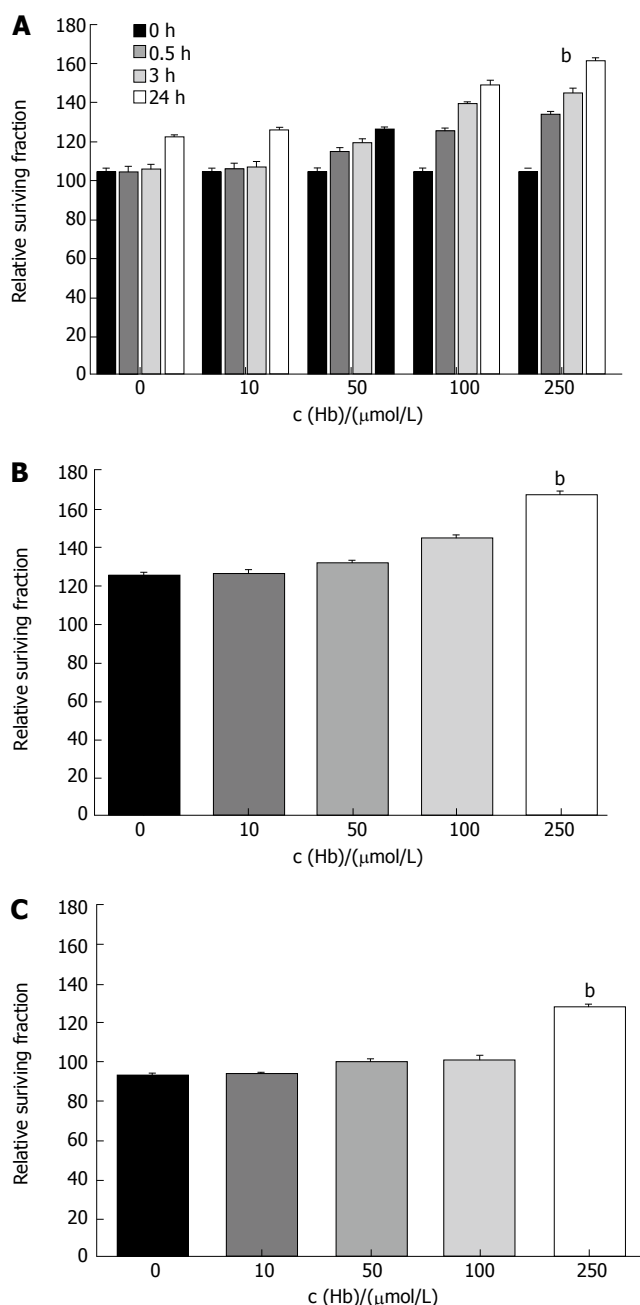 A
0 h
0.5 h
3 h
24 h
180
160
140
120
100
80
60
40
20
0
Relative suriving fraction
b
0 10 50 100 250
c (Hb)/(μmol/L)
B
180
160
140
120
100
80
60
40
20
0
Relative suriving fraction
b
0 10 50 100 250
c (Hb)/(μmol/L)
C
180
160
140
120
100
80
60
40
20
0
Relative suriving fraction
b
0 10 50 100 250
c (Hb)/(μmol/L)